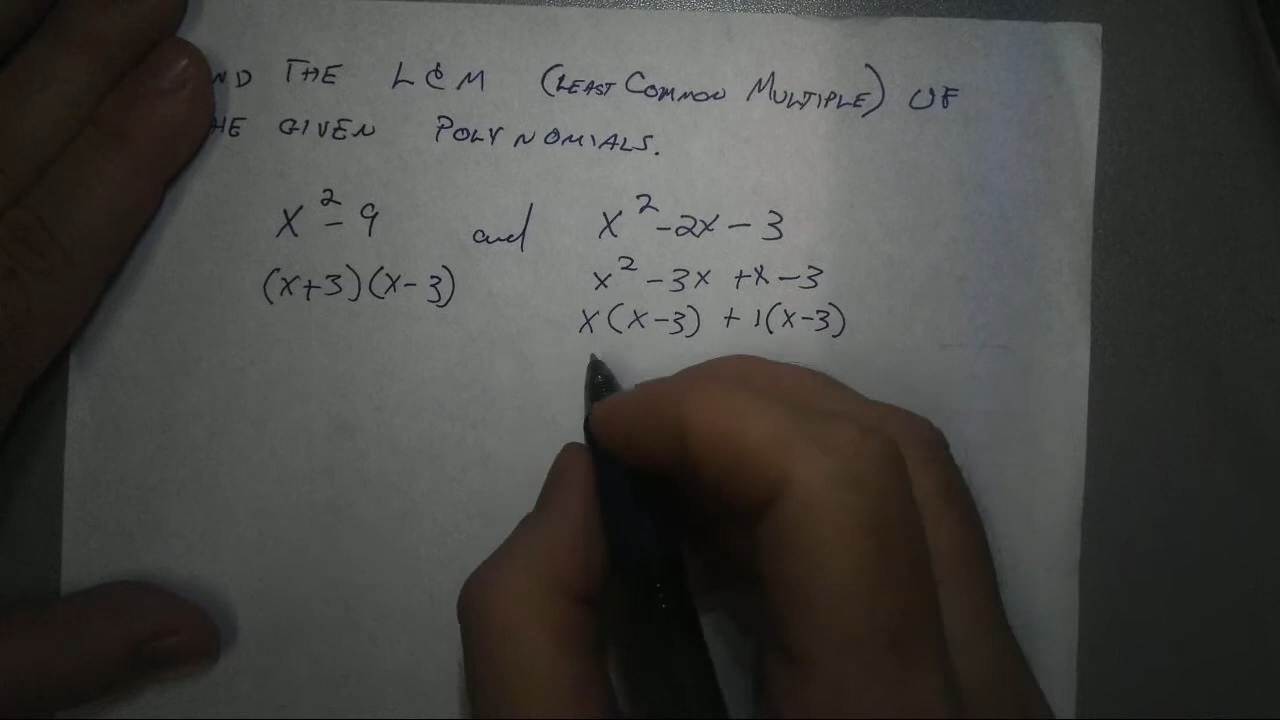 ND THE LCM (LEAST COMMON MULTIPLE) OF
HE GIVEN POLYNOMIALS.
x² - 9 and x² - 2x - 3
(x+3)(x-3) x² - 3x + x - 3
x(x-3) + 1(x-3)